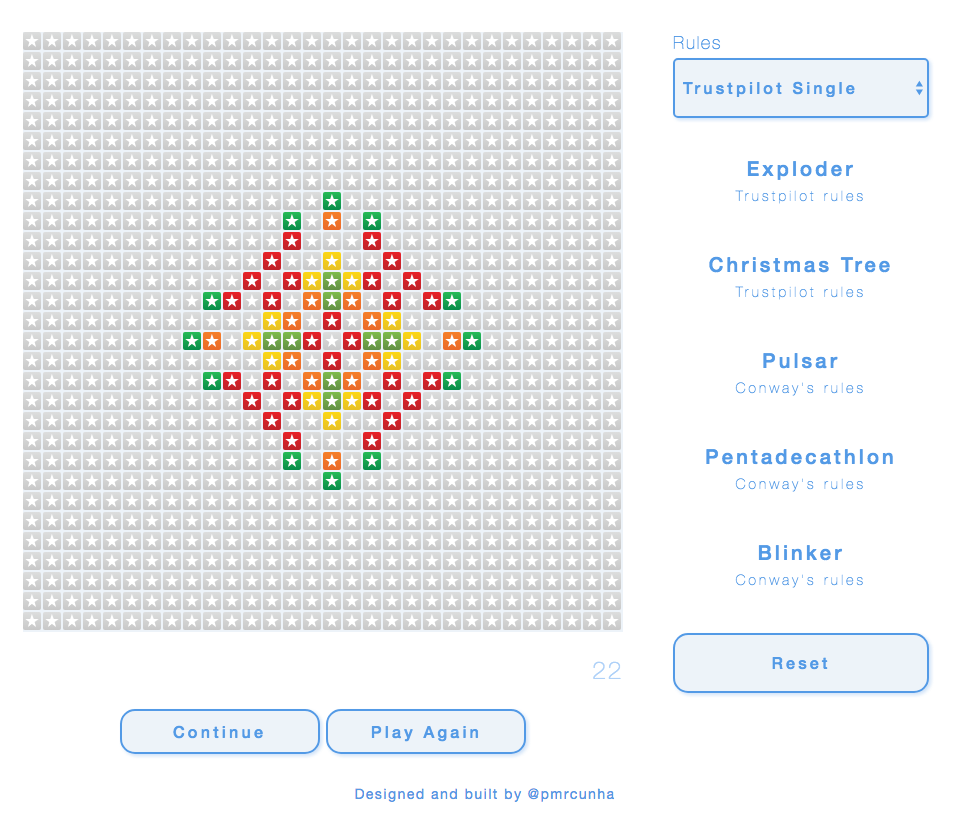 Rules
Trustpilot Single
Exploder
Trustpilot rules
Christmas Tree
Trustpilot rules
Pulsar
Conway's rules
Pentadecathlon
Conway's rules
Blinker
Conway's rules
Reset
22
Continue
Play Again
Designed and built by @pmrcunha